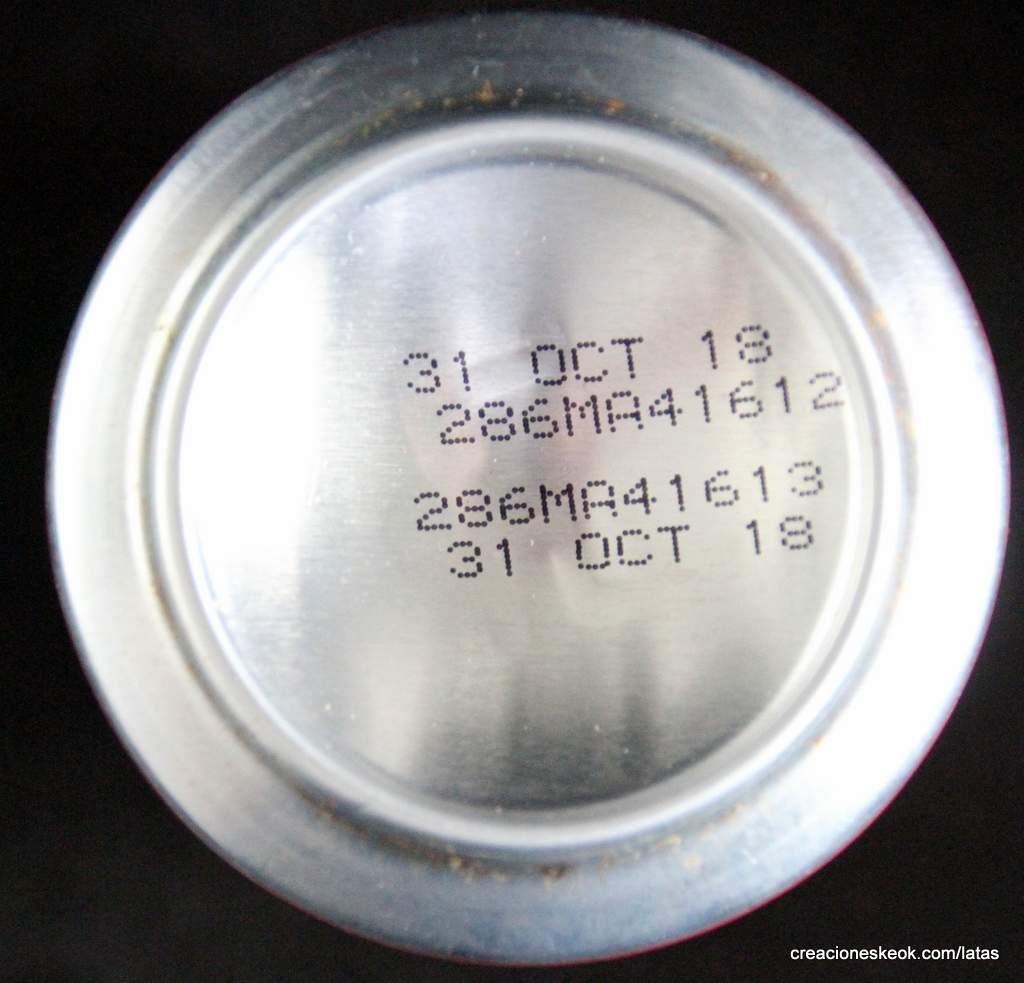 31 OCT 18
286MA41612
286MA41613
31 OCT 18
creacioneskeok.com/latas